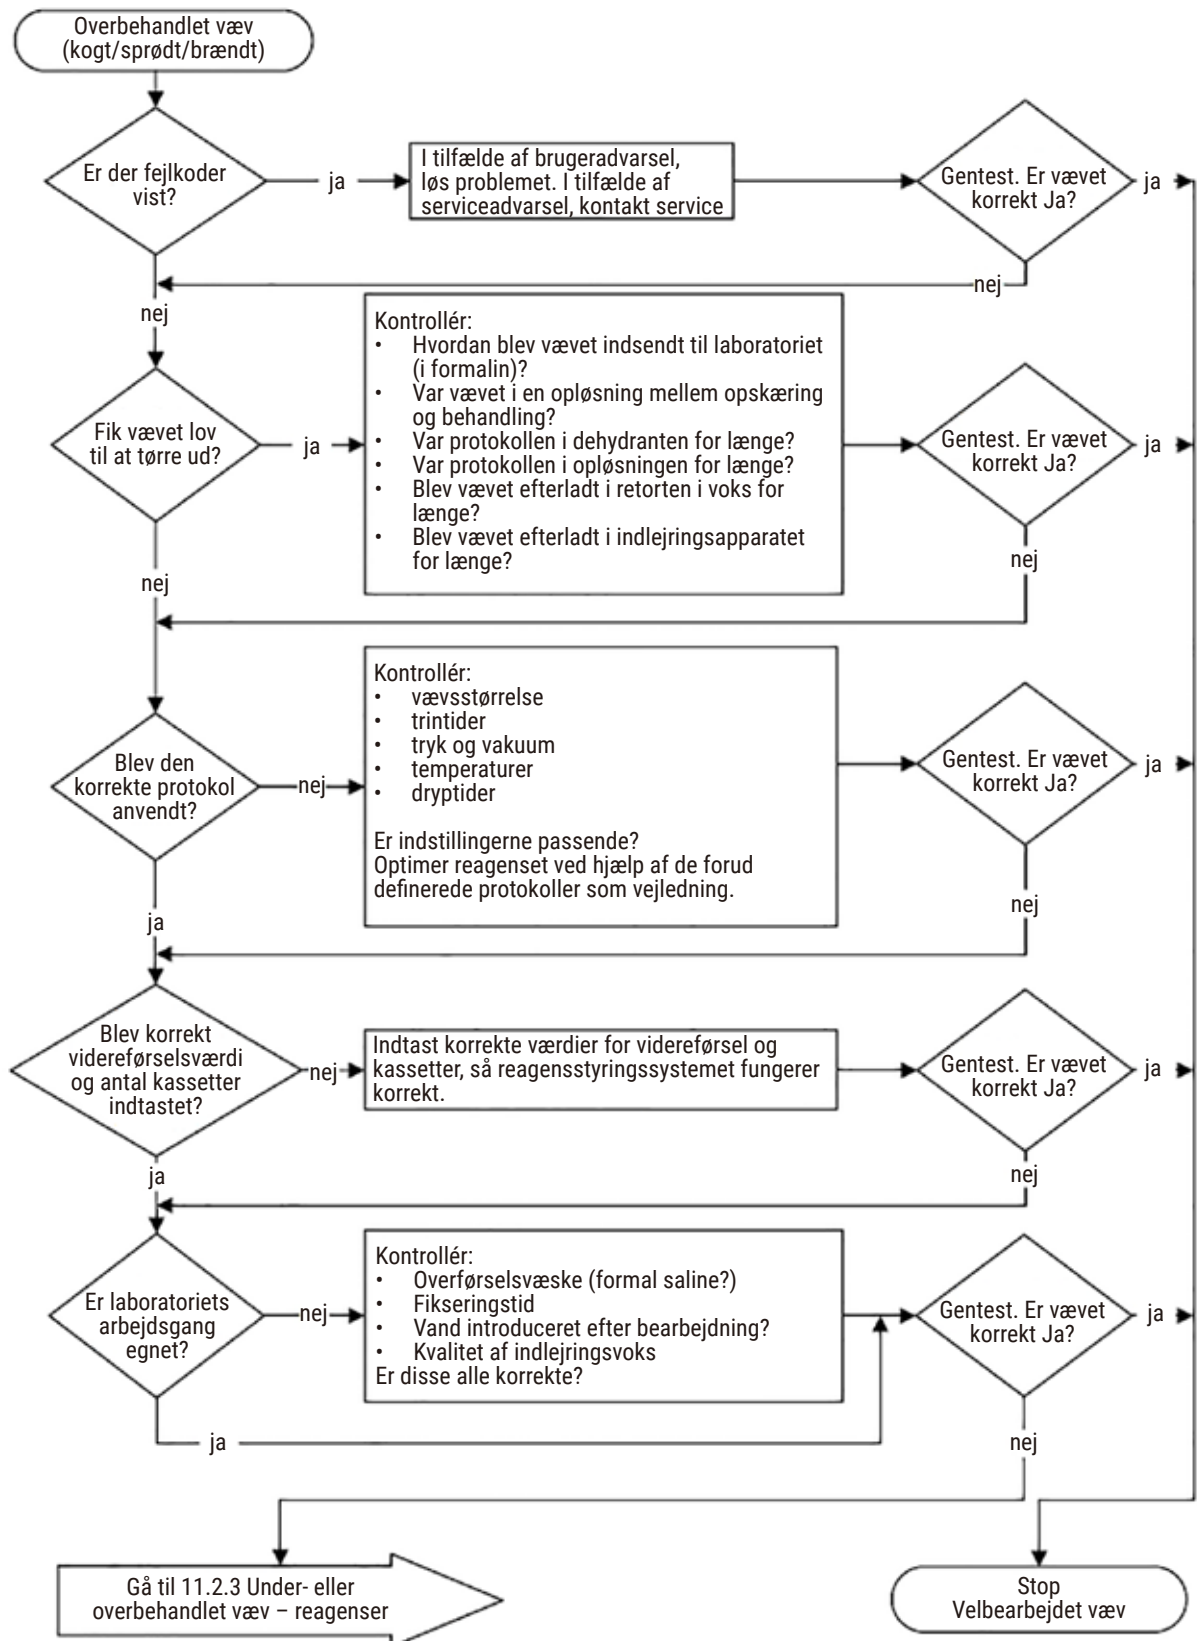 Overbehandlet væv
(kogt/sprødt/brændt)
Er der fejlkoder
vist?
ja
I tilfælde af brugeradvarsel,
løs problemet. I tilfælde af
serviceadvarsel, kontakt service
Gentest. Er vævet
korrekt Ja?
ja
nej
nej
Fik vævet lov
til at tørre ud?
ja
Kontrollér:
• Hvordan blev vævet indsendt til laboratoriet
(i formalin)?
• Var vævet i en opløsning mellem opskæring
og behandling?
• Var protokollen i dehydranten for længe?
• Var protokollen i opløsningen for længe?
• Blev vævet efterladt i retorten i voks for
længe?
• Blev vævet efterladt i indlejringsapparatet
for længe?
Gentest. Er vævet
korrekt Ja?
ja
nej
nej
Blev den
korrekte protokol
anvendt?
nej
Kontrollér:
• vævsstørrelse
• trintider
• tryk og vakuum
• temperaturer
• dryptider
Er indstillingerne passende?
Optimer reagenset ved hjælp af de forud
definerede protokoller som vejledning.
Gentest. Er vævet
korrekt Ja?
ja
nej
ja
Blev korrekt
videreførselsværdi
og antal kassetter
indtastet?
nej
Indtast korrekte værdier for videreførsel og
kassetter, så reagensstyringssystemet fungerer
korrekt.
Gentest. Er vævet
korrekt Ja?
ja
nej
ja
Er laboratoriets
arbejdsgang
egnet?
nej
Kontrollér:
• Overførselsvæske (formal saline?)
• Fikseringstid
• Vand introduceret efter bearbejdning?
• Kvalitet af indlejringsvoks
Er disse alle korrekte?
Gentest. Er vævet
korrekt Ja?
ja
ja
nej
Gå til 11.2.3 Under- eller
overbehandlet væv – reagenser
Stop
Velbearbejdet væv